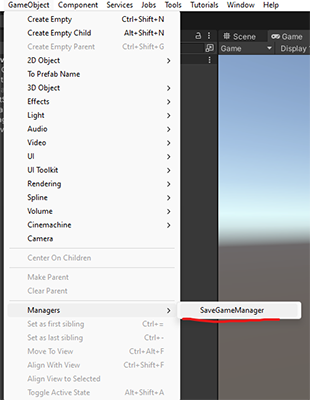 GameObject Component Services Jobs Tools Tutorials Window Help
Create Empty Ctrl+Shift+N
Create Empty Child Alt+Shift+N
Create Empty Parent Ctrl+Shift+G
2D Object
To Prefab Name
3D Object
Effects
Light
Audio
Video
UI
UI Toolkit
Rendering
Spline
Volume
Cinemachine
Camera
Center On Children
Make Parent
Clear Parent
Managers
Set as first sibling Ctrl+=
Set as last sibling Ctrl+-
Move To View Ctrl+Alt+F
Align With View Ctrl+Shift+F
Align View to Selected
Toggle Active State Alt+Shift+A
SaveGameManager
Scene Game
Game Display